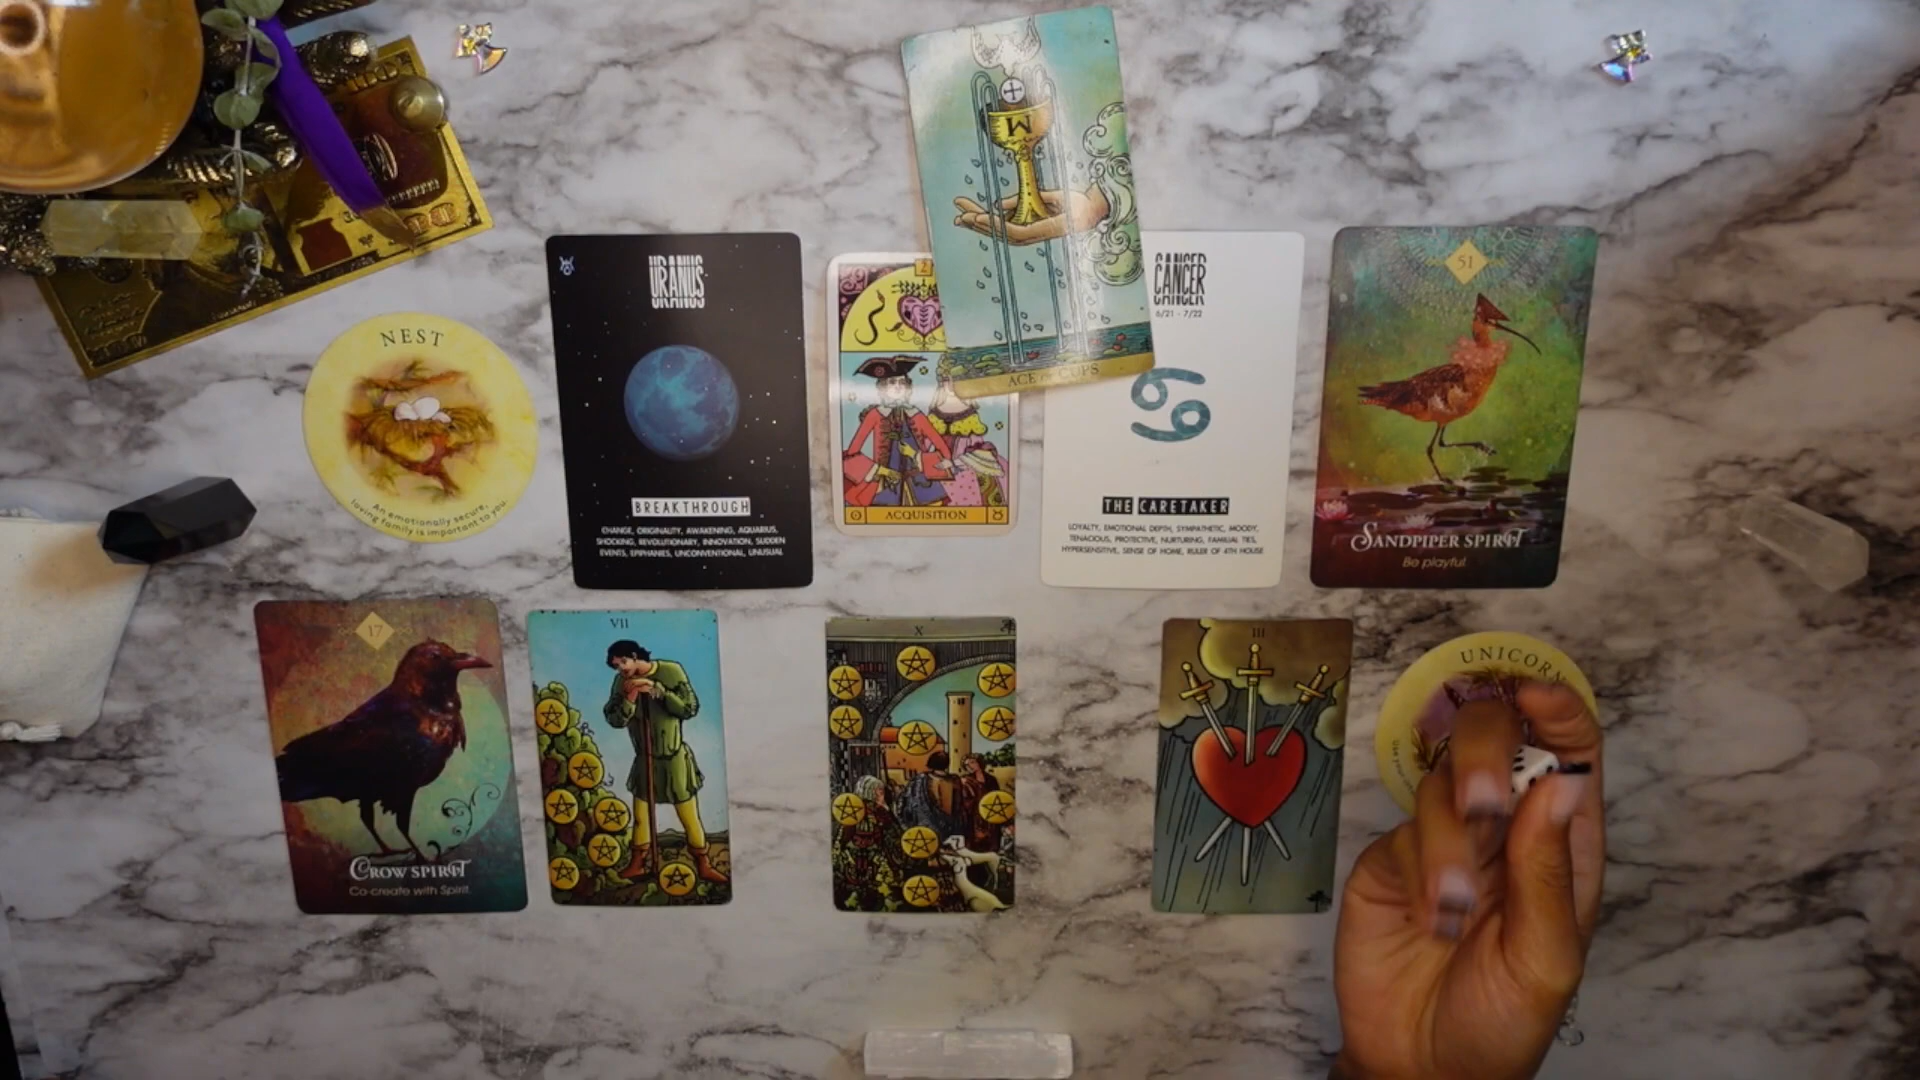 ACE OF CUPS
NEST
An emotionally secure,
loving family is important to you.
URANUS
BREAKTHROUGH
CHANGE, ORIGINALITY, AWAKENING, AQUARIUS,
SHOCKING, REVOLUTIONARY, INNOVATION, SUDDEN
EVENTS, EPIPHANIES, UNCONVENTIONAL, UNUSUAL
2
ACQUISITION
CANCER
6/21 - 7/22
THE CARETAKER
LOYALTY, EMOTIONAL DEPTH, SYMPATHETIC, MOODY,
TENACIOUS, PROTECTIVE, NURTURING, FAMILIAL TIES,
HYPERSENSITIVE, SENSE OF HOME, RULER OF 4TH HOUSE
51
SANDPIPER SPIRIT
Be playful.
17
CROW SPIRIT
Co-create with Spirit.
VII
X
III
UNICORN